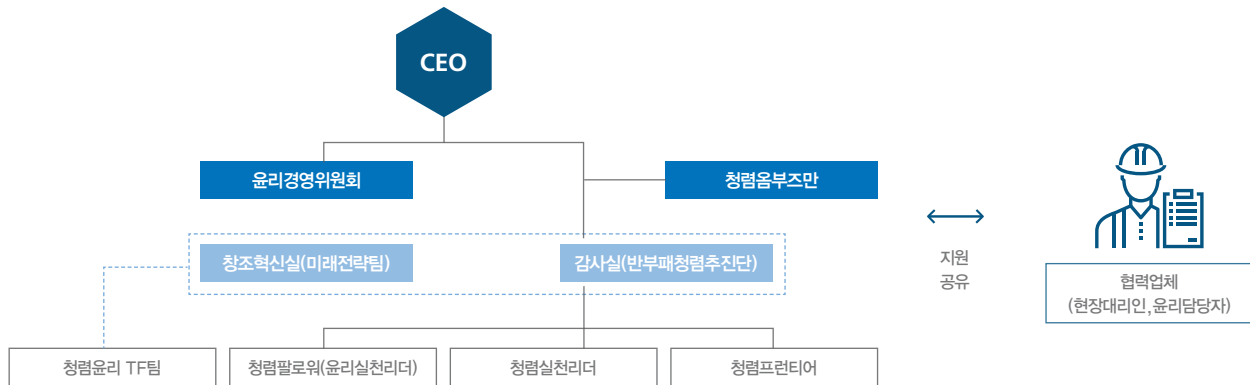 CEO
윤리경영위원회
청렴옴부즈만
창조혁신실(미래전략팀)
감사실(반부패청렴추진단)
지원
공유
협력업체
(현장대리인, 윤리담당자)
청렴윤리 TF팀
청렴팔로워(윤리실천리더)
청렴실천리더
청렴프런티어